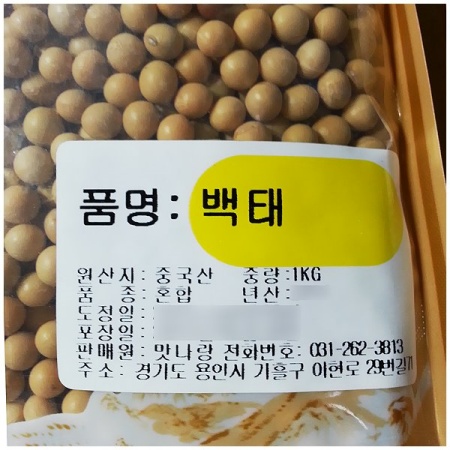 품명: 백태
원산지: 중국산 중량:1KG
품 종: 혼합 년산:
도정일:
포장일:
판매원: 맛나랑 전화번호: 031-262-3813
주소: 경기도 용인시 기흥구 이현로 29번길